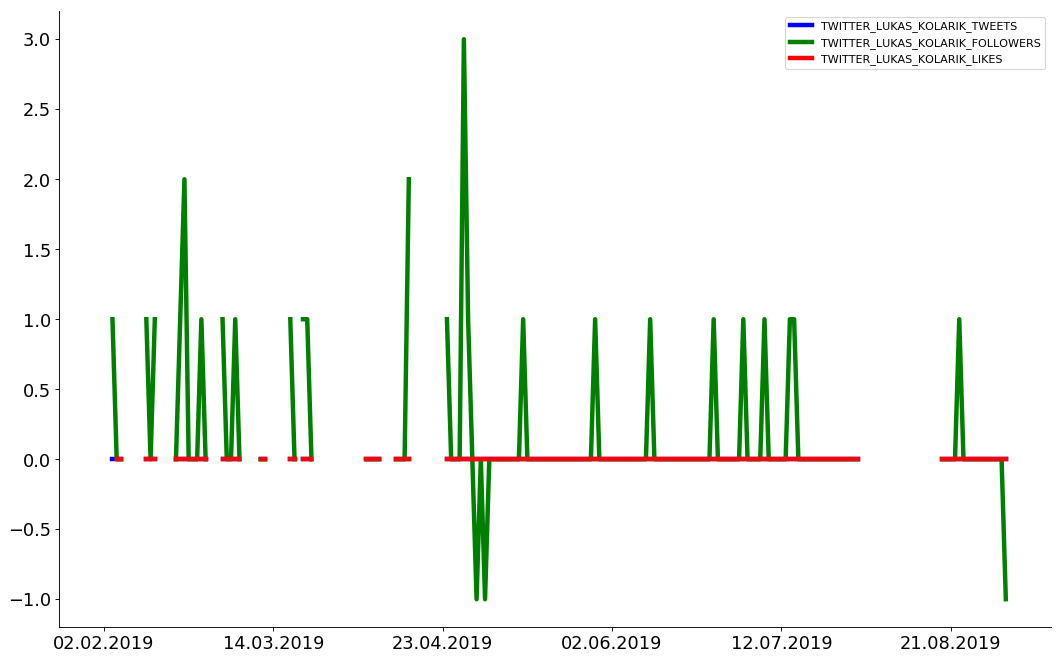 TWITTER_LUKAS_KOLARIK_TWEETS
TWITTER_LUKAS_KOLARIK_FOLLOWERS
TWITTER_LUKAS_KOLARIK_LIKES
3.0
2.5
2.0
1.5
1.0
0.5
0.0
−0.5
−1.0
02.02.2019 14.03.2019 23.04.2019 02.06.2019 12.07.2019 21.08.2019